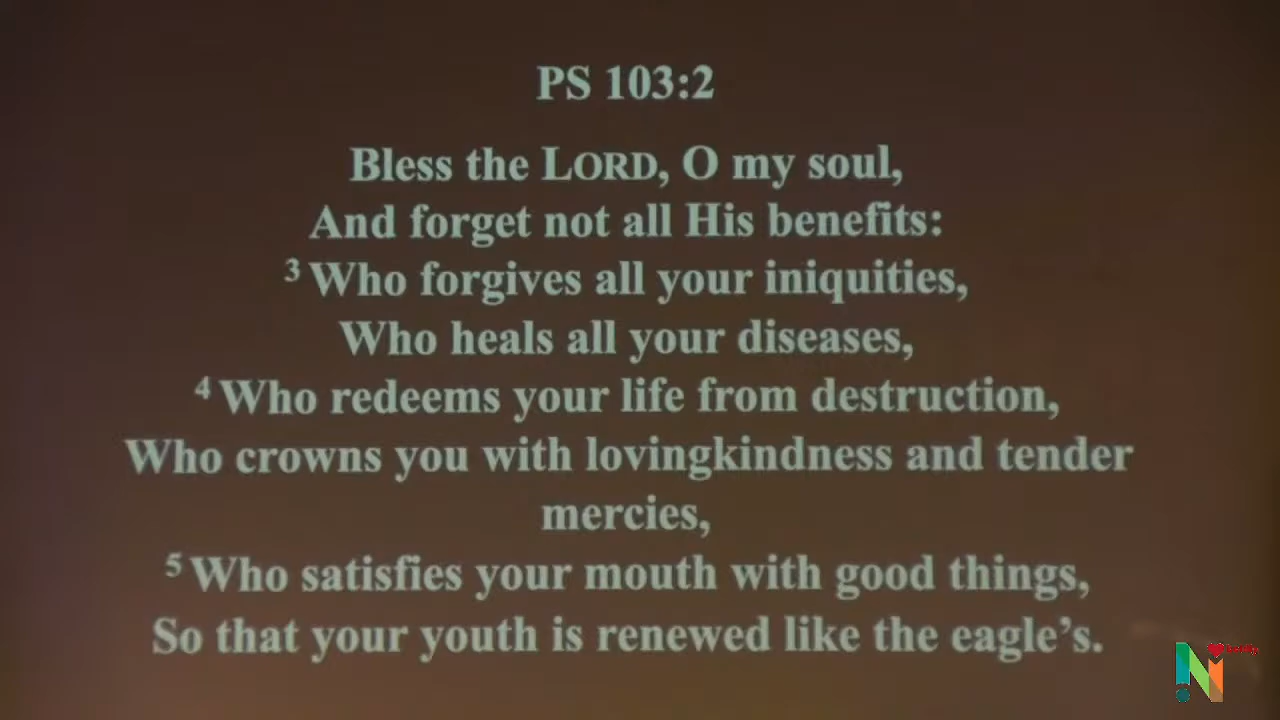 PS 103:2
Bless the LORD, O my soul,
And forget not all His benefits:
3 Who forgives all your iniquities,
Who heals all your diseases,
4 Who redeems your life from destruction,
Who crowns you with lovingkindness and tender
mercies,
5 Who satisfies your mouth with good things,
So that your youth is renewed like the eagle’s.
N